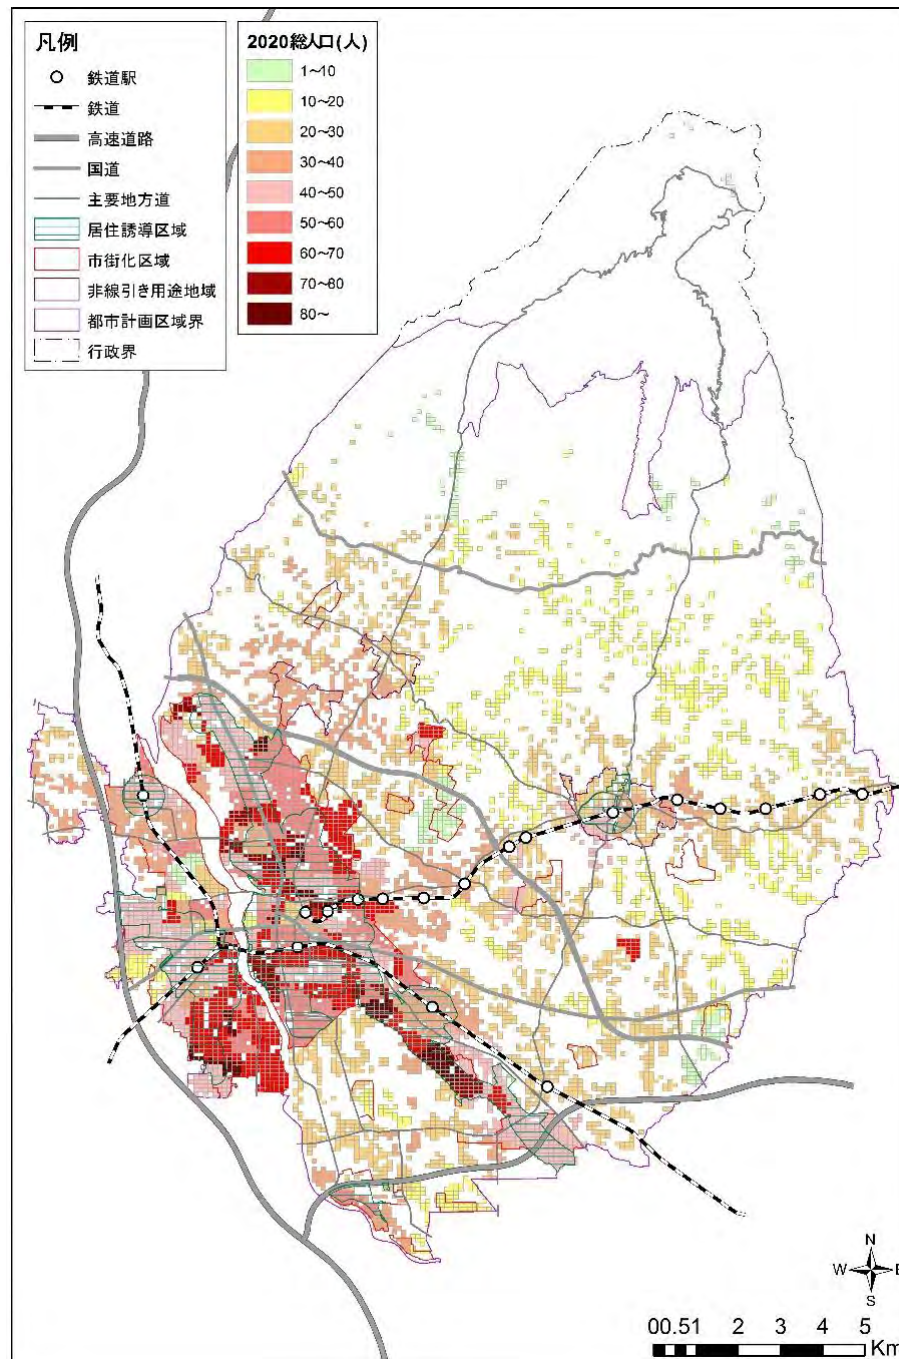 凡例
鉄道駅
鉄道
高速道路
国道
主要地方道
居住誘導区域
市街化区域
非線引き用途地域
都市計画区域界
行政界
2020総人口(人)
1~10
10~20
20~30
30~40
40~50
50~60
60~70
70~80
80~
N
W E
S
00.51 2 3 4 5
Km